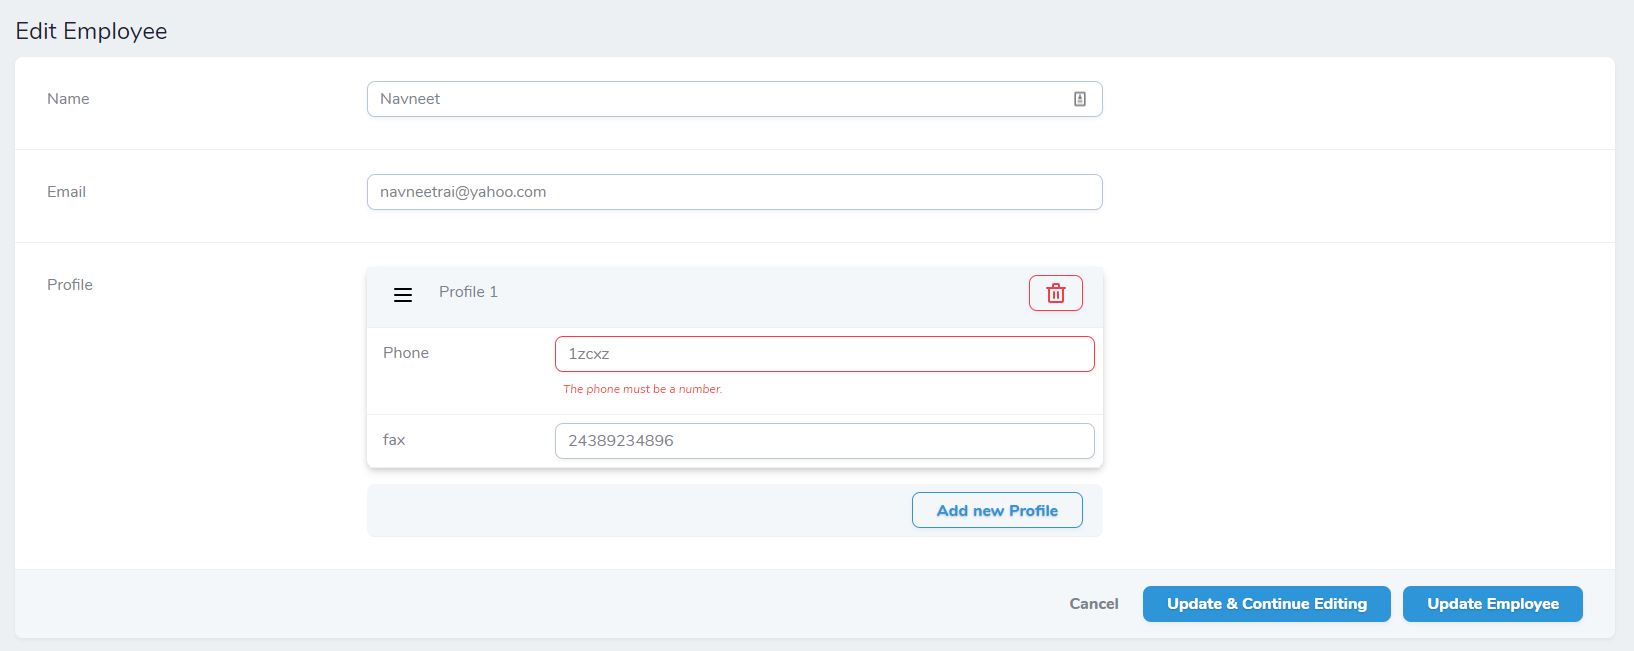 Edit Employee
Name
Navneet
Email
navneetrai@yahoo.com
Profile
Profile 1
Phone
1zcxz
The phone must be a number.
fax
24389234896
Add new Profile
Cancel
Update & Continue Editing
Update Employee